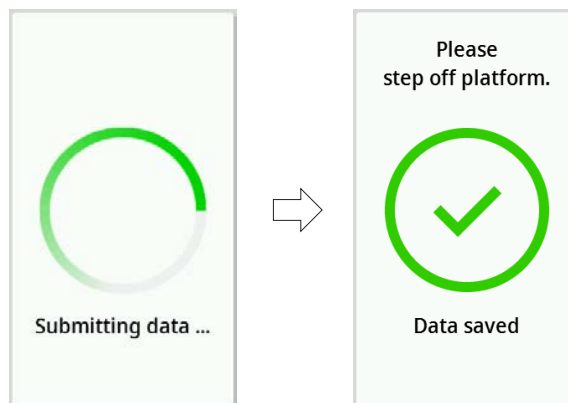 Submitting data ...
Please
step off platform.
Data saved